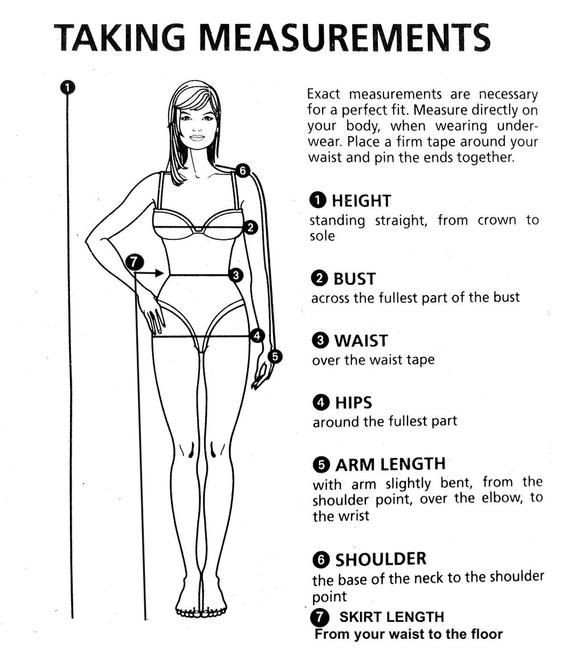 TAKING MEASUREMENTS
Exact measurements are necessary
for a perfect fit. Measure directly on
your body, when wearing under-
wear. Place a firm tape around your
waist and pin the ends together.
1 HEIGHT
standing straight, from crown to
sole
2 BUST
across the fullest part of the bust
3 WAIST
over the waist tape
4 HIPS
around the fullest part
5 ARM LENGTH
with arm slightly bent, from the
shoulder point, over the elbow, to
the wrist
6 SHOULDER
the base of the neck to the shoulder
point
7 SKIRT LENGTH
From your waist to the floor
1
6
2
7
3
4
5